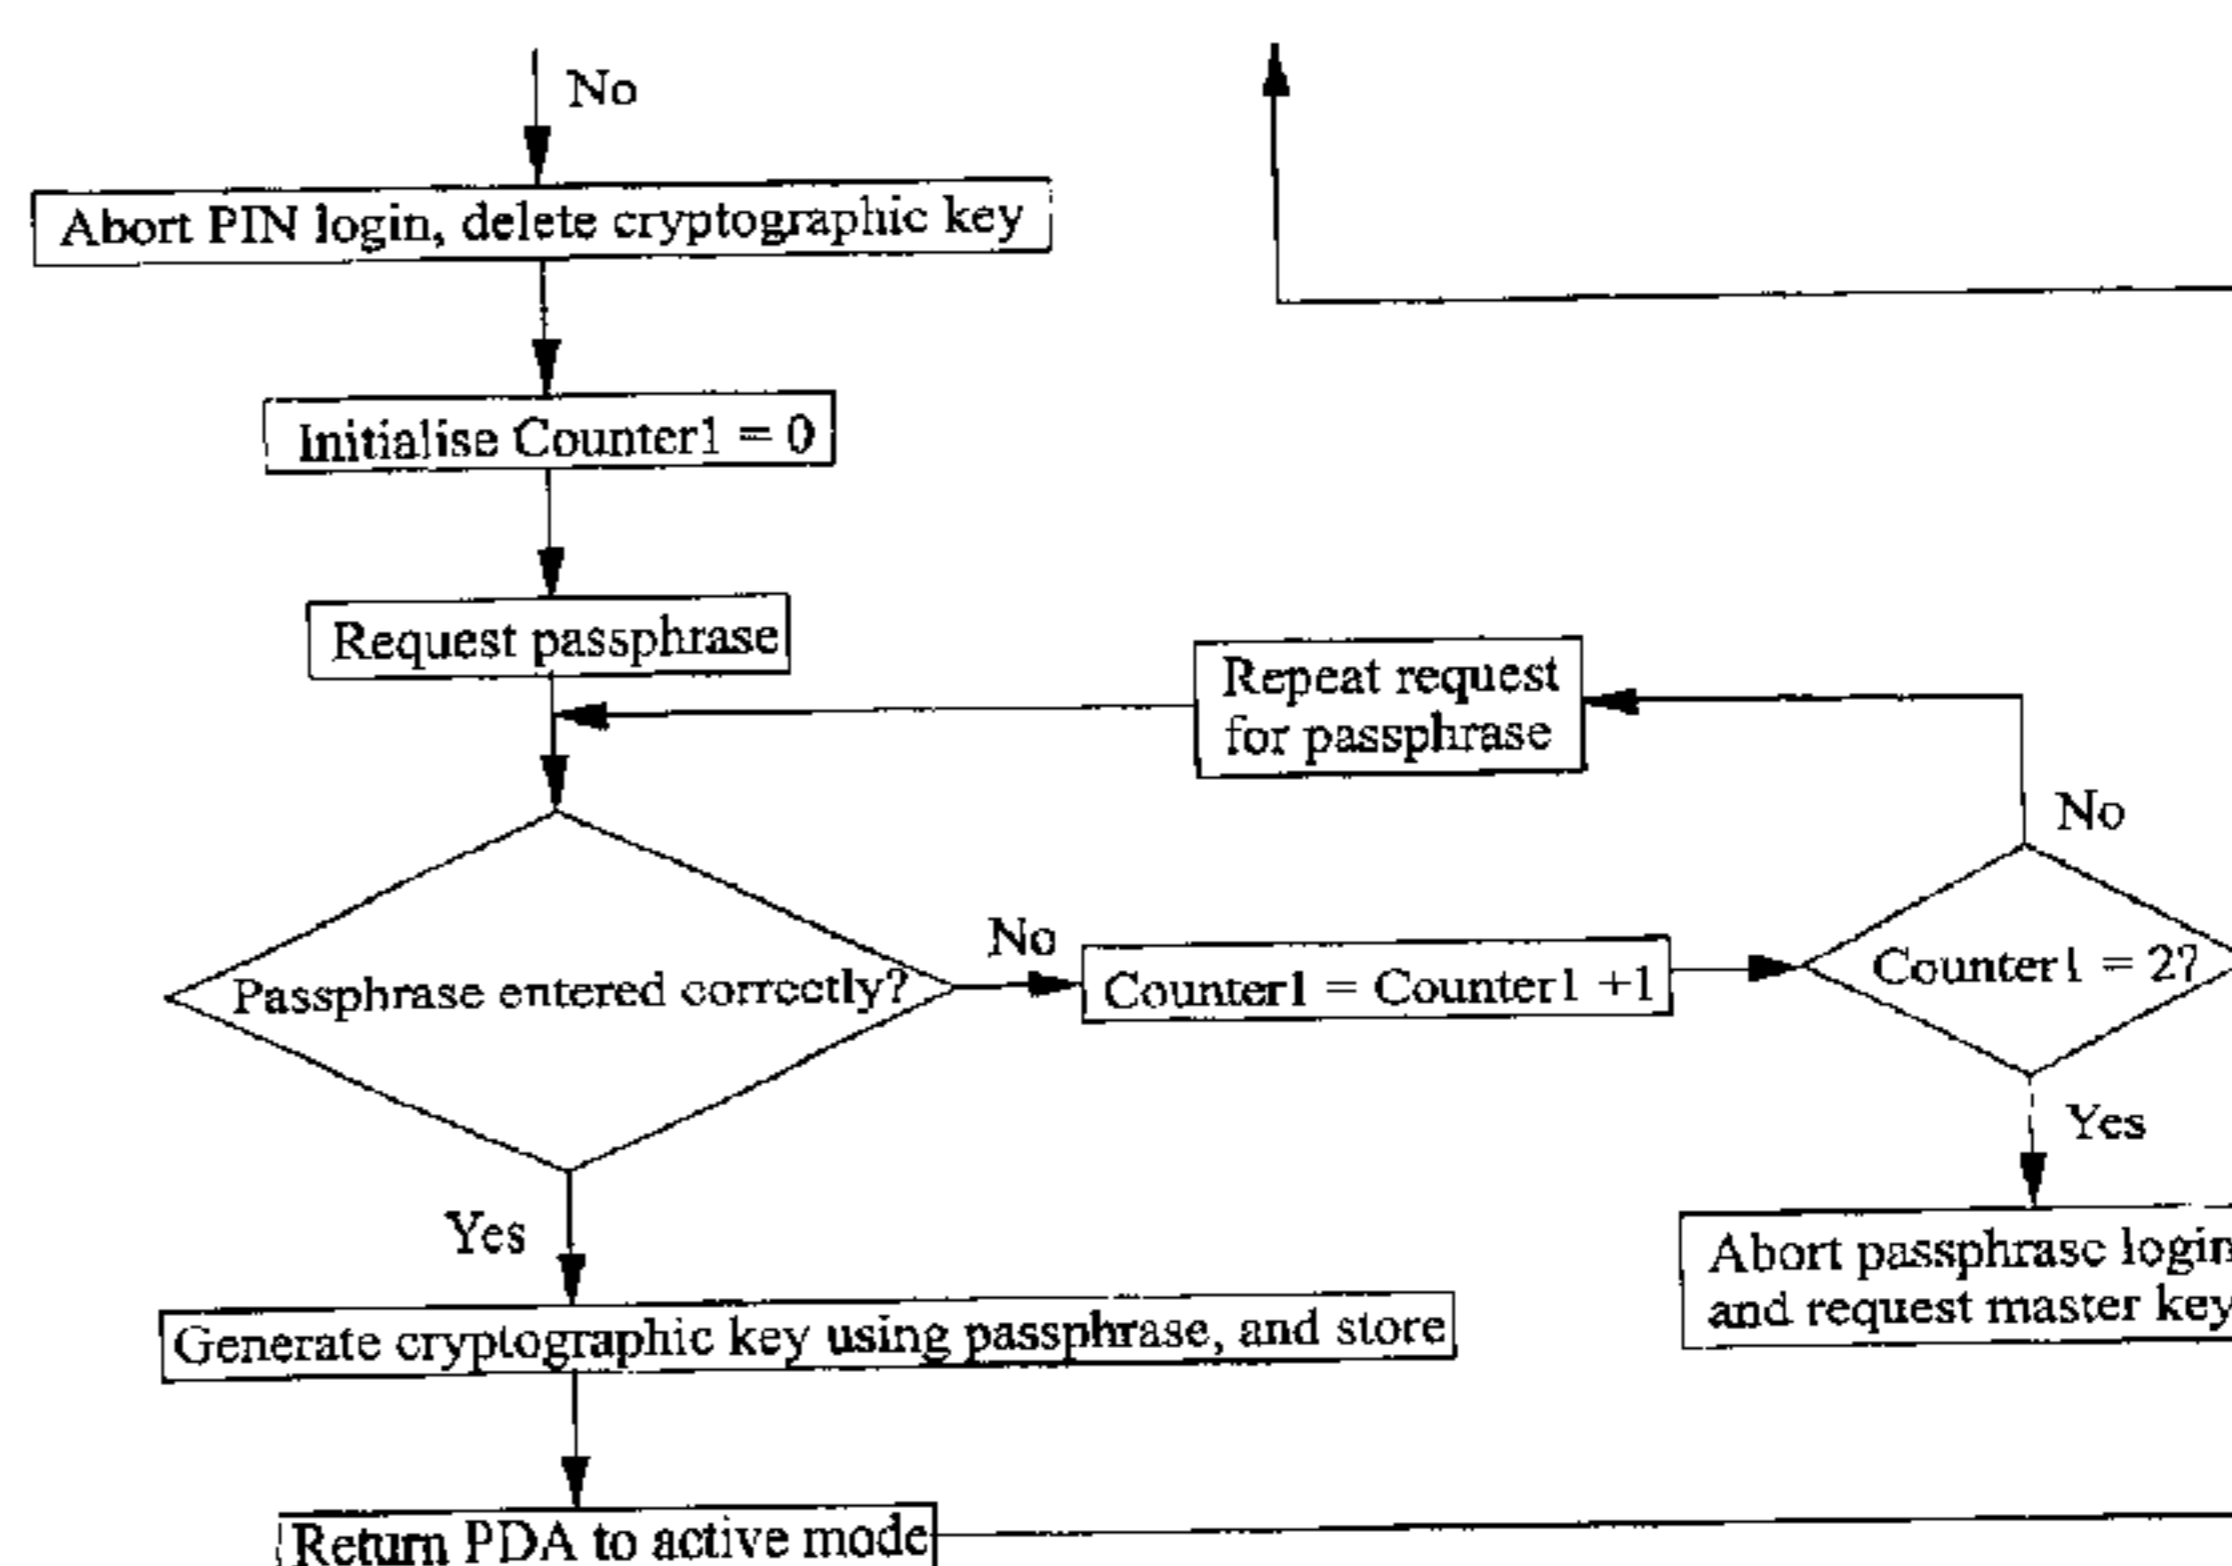 No
Abort PIN login, delete cryptographic key
Initialise Counter1 = 0
Request passphrase
Repeat request
for passphrase
No
Passphrase entered correctly?
No
Counter1 = Counter1 +1
Counter1 = 2?
Yes
Yes
Abort passphrase login
and request master key
Generate cryptographic key using passphrase, and store
Return PDA to active mode